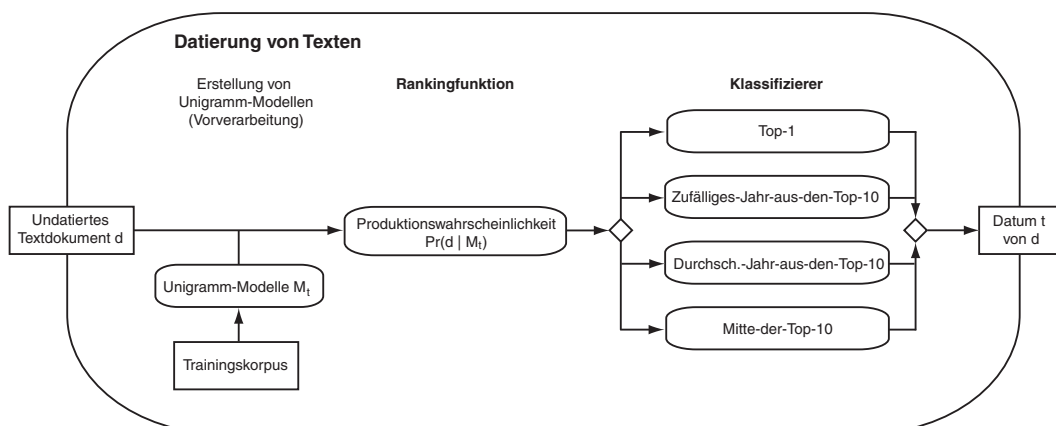 Datierung von Texten
Erstellung von
Unigramm-Modellen
(Vorverarbeitung)
Rankingfunktion
Klassifizierer
Top-1
Zufälliges-Jahr-aus-den-Top-10
Undatiertes
Textdokument d
Produktionswahrscheinlichkeit
Pr(d | Mt)
Datum t
von d
Durchsch.-Jahr-aus-den-Top-10
Unigramm-Modelle Mt
Mitte-der-Top-10
Trainingskorpus